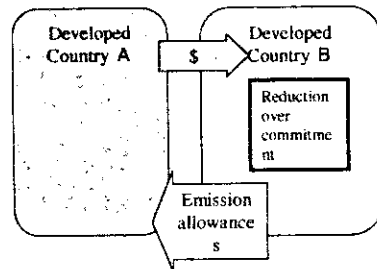 Developed
Country A
$
Developed
Country B
Reduction
over
commitme
nt
Emission
allowance
s